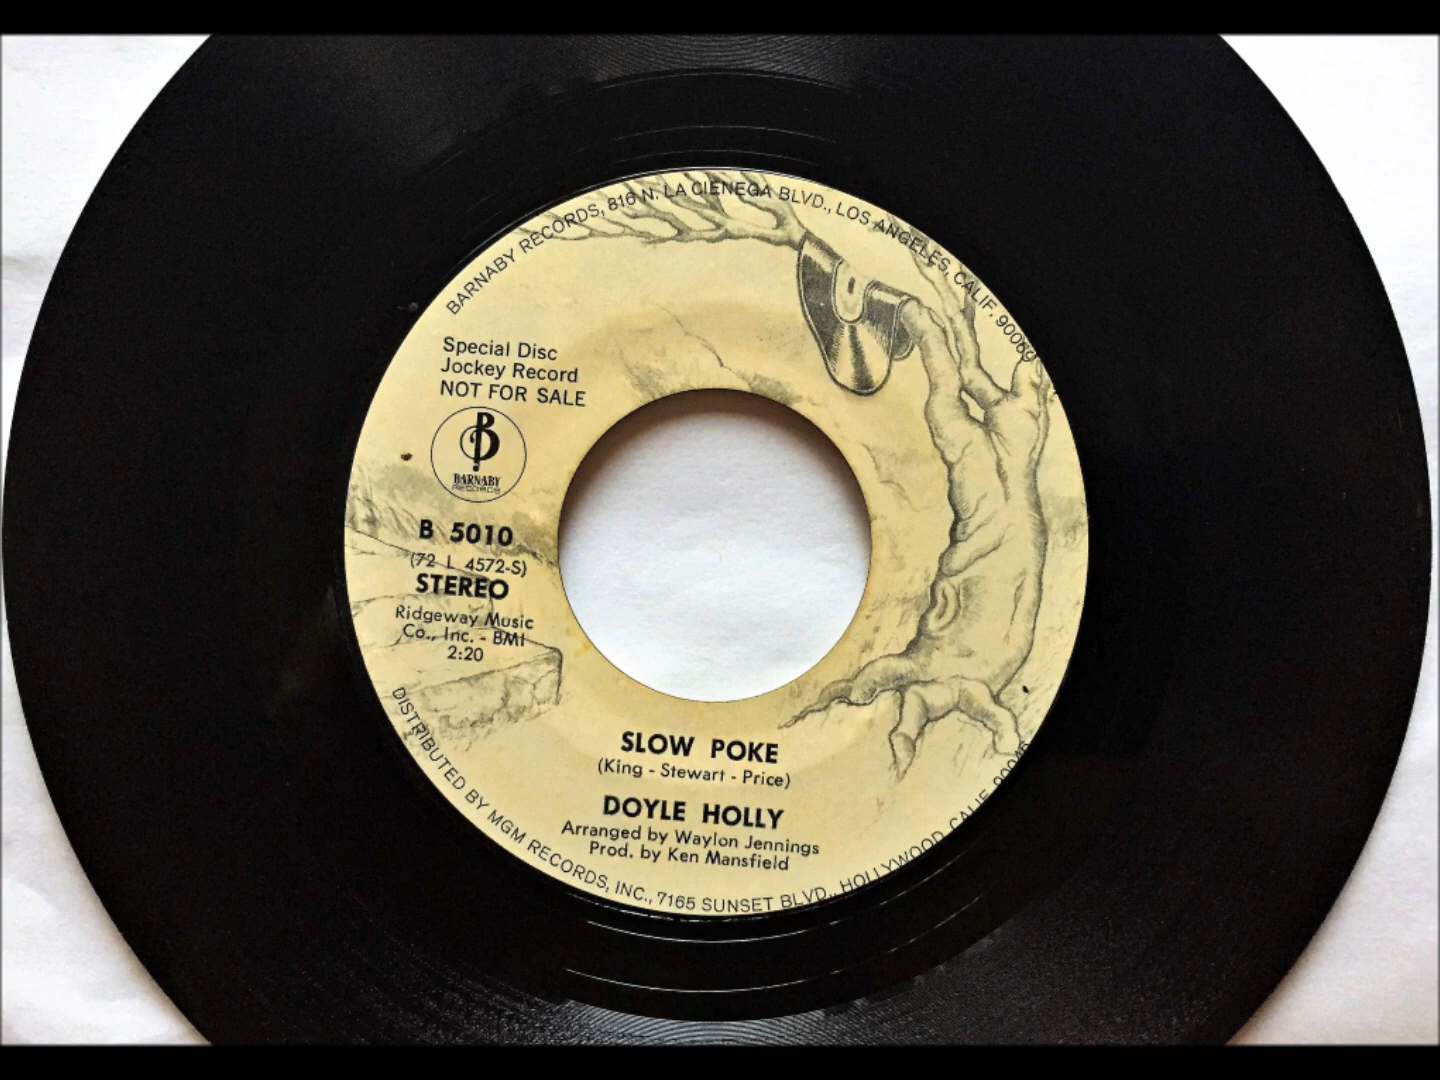 BARNABY RECORDS, 816 N. LA CIENEGA BLVD., LOS ANGELES, CALIF. 90069
Special Disc
Jockey Record
NOT FOR SALE
B
BARNABY
RECORDS
B 5010
(72 L 4572-S)
STEREO
Ridgeway Music
Co., Inc. - BMI
2:20
SLOW POKE
(King - Stewart - Price)
DOYLE HOLLY
Arranged by Waylon Jennings
Prod. by Ken Mansfield
DISTRIBUTED BY MGM RECORDS, INC., 7165 SUNSET BLVD., HOLLYWOOD, CALIF. 90046